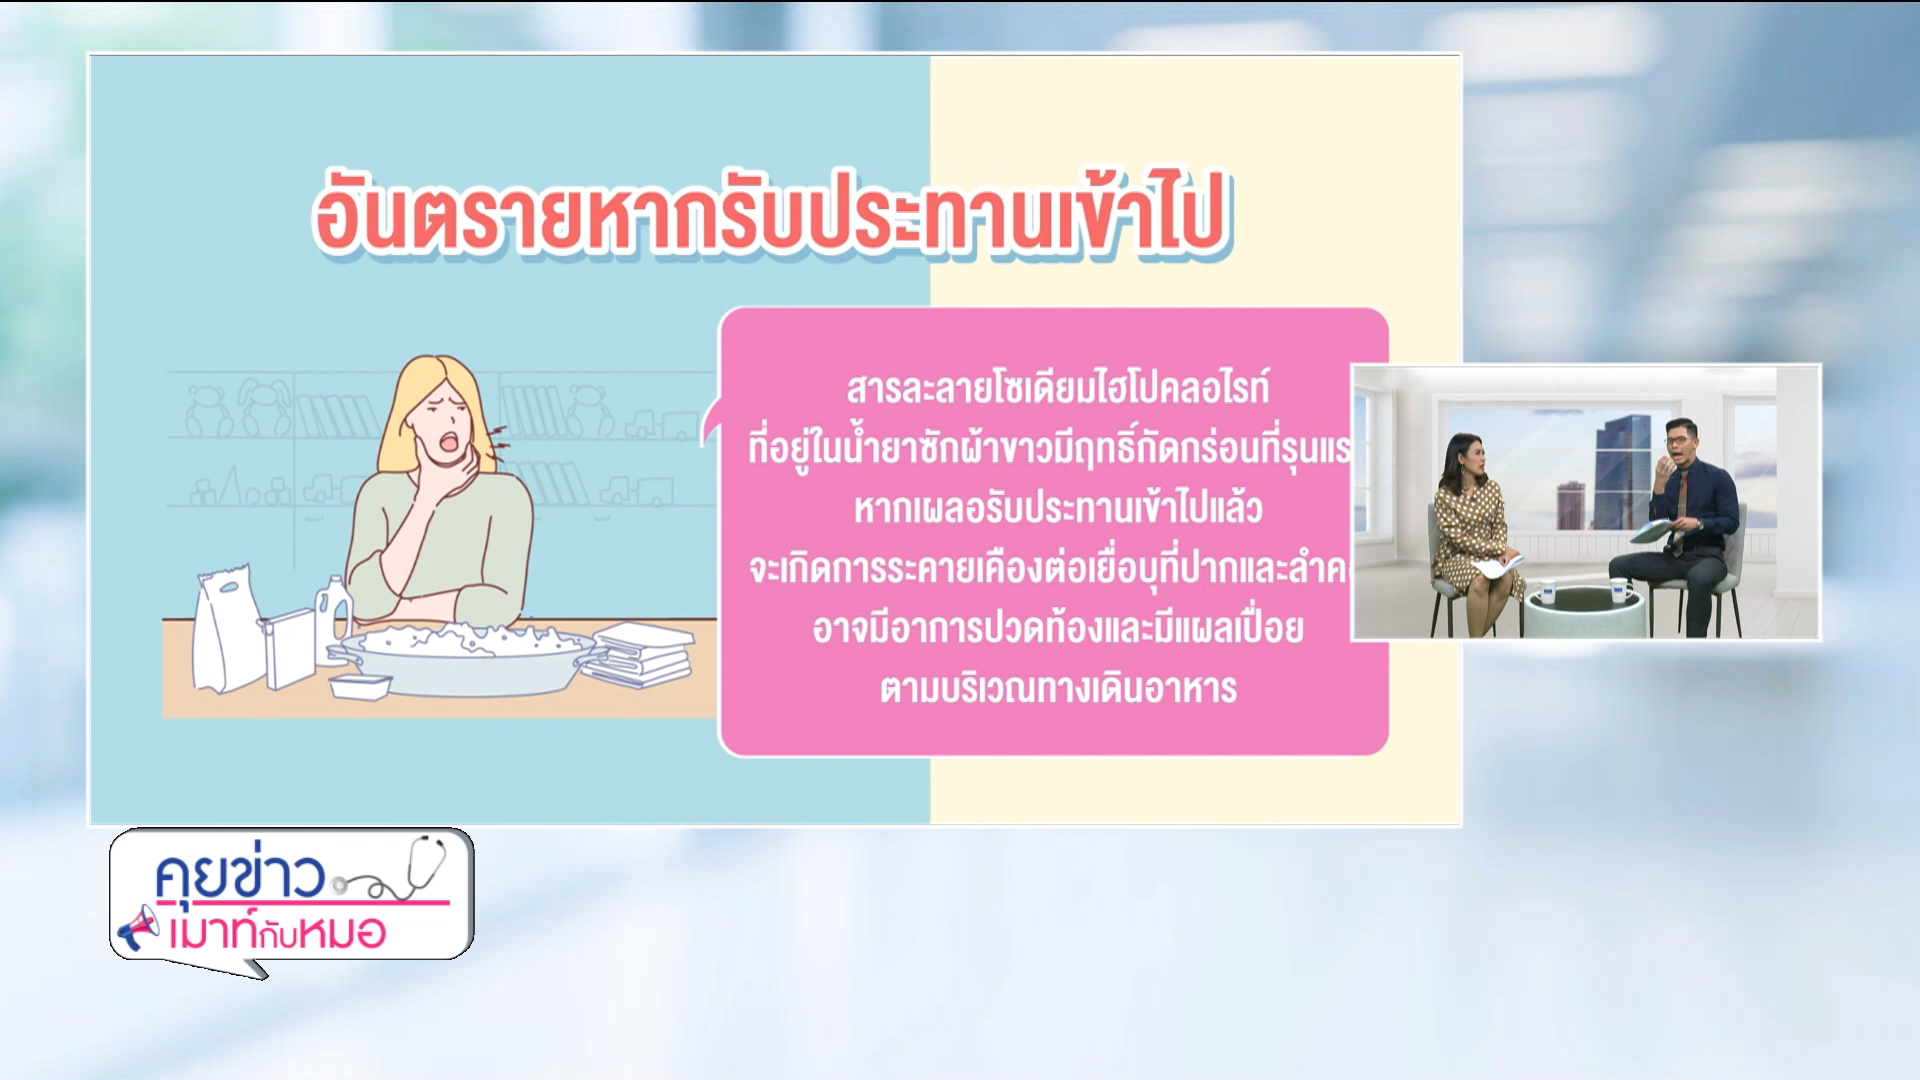 อันตรายหากรับประทานเข้าไป
สารละลายโซเดียมไฮโปคลอไรท์
ที่อยู่ในน้ำยาซักผ้าขาวมีฤทธิ์กัดกร่อนที่รุนแร
หากเผลอรับประทานเข้าไปแล้ว
จะเกิดการระคายเคืองต่อเยื่อบุที่ปากและลำค
อาจมีอาการปวดท้องและมีแผลเปื่อย
ตามบริเวณทางเดินอาหาร
คุยข่าว
เมาท์กับหมอ